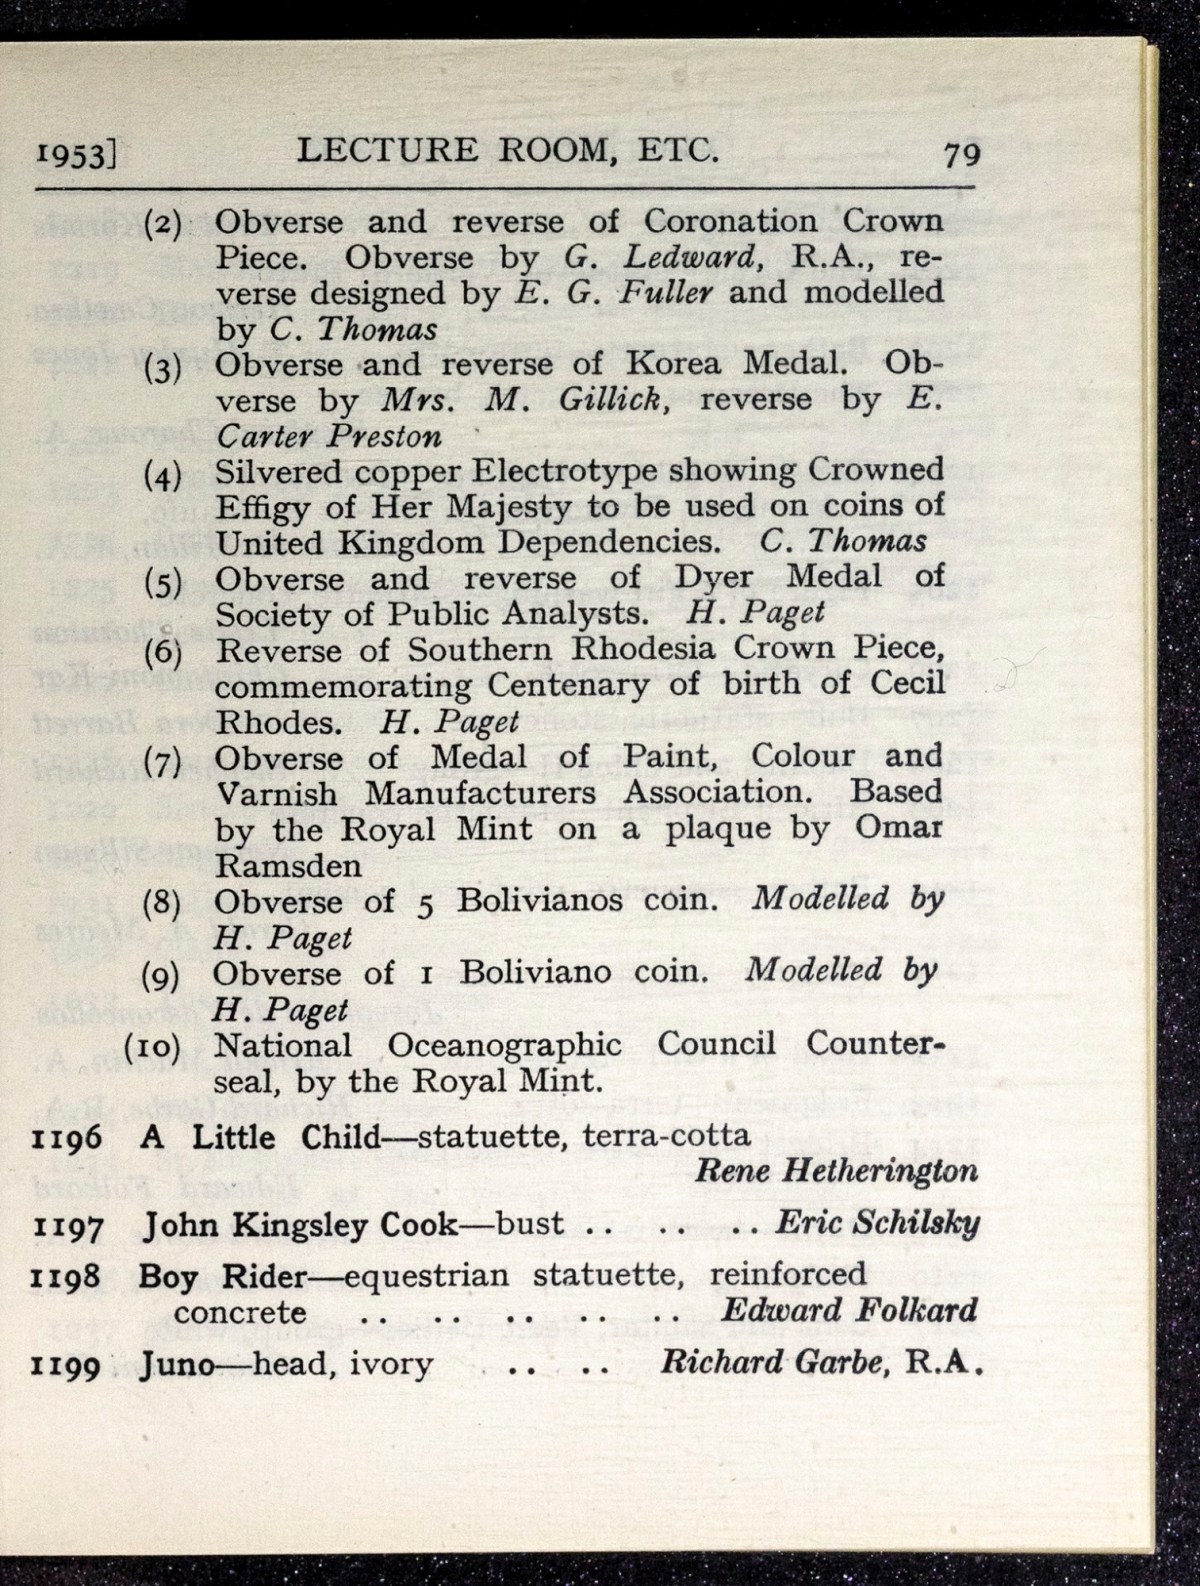 1953] LECTURE ROOM, ETC. 79
(2) Obverse and reverse of Coronation Crown
Piece. Obverse by G. Ledward, R.A., re-
verse designed by E. G. Fuller and modelled
by C. Thomas
(3) Obverse and reverse of Korea Medal. Ob-
verse by Mrs. M. Gillick, reverse by E.
Carter Preston
(4) Silvered copper Electrotype showing Crowned
Effigy of Her Majesty to be used on coins of
United Kingdom Dependencies. C. Thomas
(5) Obverse and reverse of Dyer Medal of
Society of Public Analysts. H. Paget
(6) Reverse of Southern Rhodesia Crown Piece,
commemorating Centenary of birth of Cecil
Rhodes. H. Paget
(7) Obverse of Medal of Paint, Colour and
Varnish Manufacturers Association. Based
by the Royal Mint on a plaque by Omar
Ramsden
(8) Obverse of 5 Bolivianos coin. Modelled by
H. Paget
(9) Obverse of 1 Boliviano coin. Modelled by
H. Paget
(10) National Oceanographic Council Counter-
seal, by the Royal Mint.
1196 A Little Child—statuette, terra-cotta
Rene Hetherington
1197 John Kingsley Cook—bust .. .. .. Eric Schilsky
1198 Boy Rider—equestrian statuette, reinforced
concrete .. .. .. .. .. Edward Folkard
1199 Juno—head, ivory .. .. Richard Garbe, R.A.